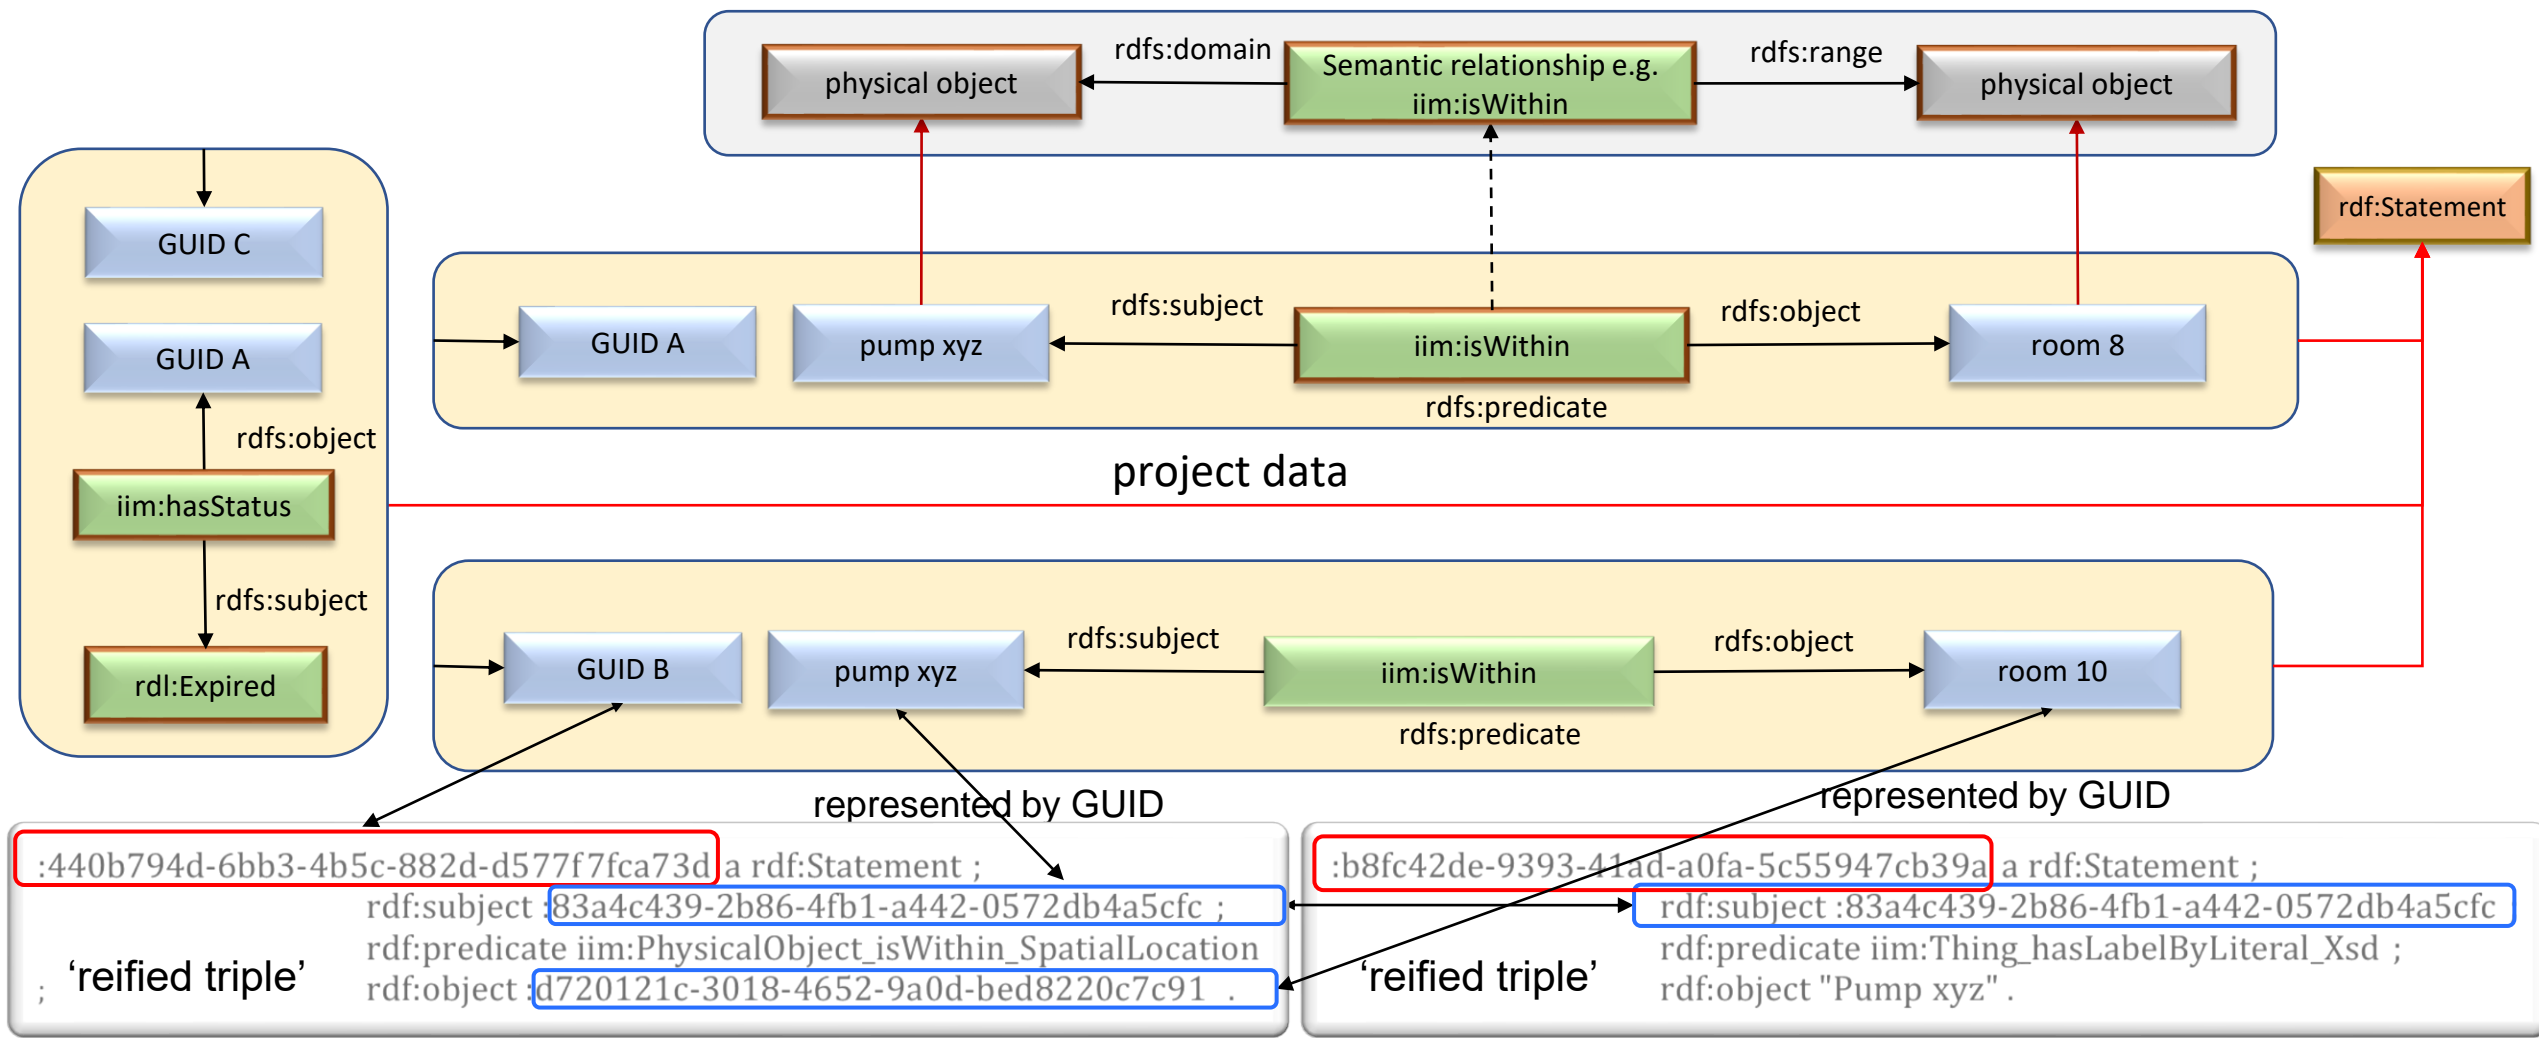 physical object
rdfs:domain
Semantic relationship e.g.
iim:isWithin
rdfs:range
physical object
rdf:Statement
GUID C
GUID A
rdfs:object
iim:hasStatus
rdfs:subject
rdl:Expired
GUID A
pump xyz
rdfs:subject
iim:isWithin
rdfs:predicate
rdfs:object
room 8
project data
GUID B
pump xyz
rdfs:subject
iim:isWithin
rdfs:predicate
rdfs:object
room 10
represented by GUID
represented by GUID
:440b794d-6bb3-4b5c-882d-d577f7fca73d a rdf:Statement ;
rdf:subject :83a4c439-2b86-4fb1-a442-0572db4a5cfc ;
rdf:predicate iim:PhysicalObject_isWithin_SpatialLocation
; rdf:object :d720121c-3018-4652-9a0d-bed8220c7c91 .
‘reified triple’
:b8fc42de-9393-41ad-a0fa-5c55947cb39a a rdf:Statement ;
rdf:subject :83a4c439-2b86-4fb1-a442-0572db4a5cfc
rdf:predicate iim:Thing_hasLabelByLiteral_Xsd ;
rdf:object "Pump xyz" .
‘reified triple’